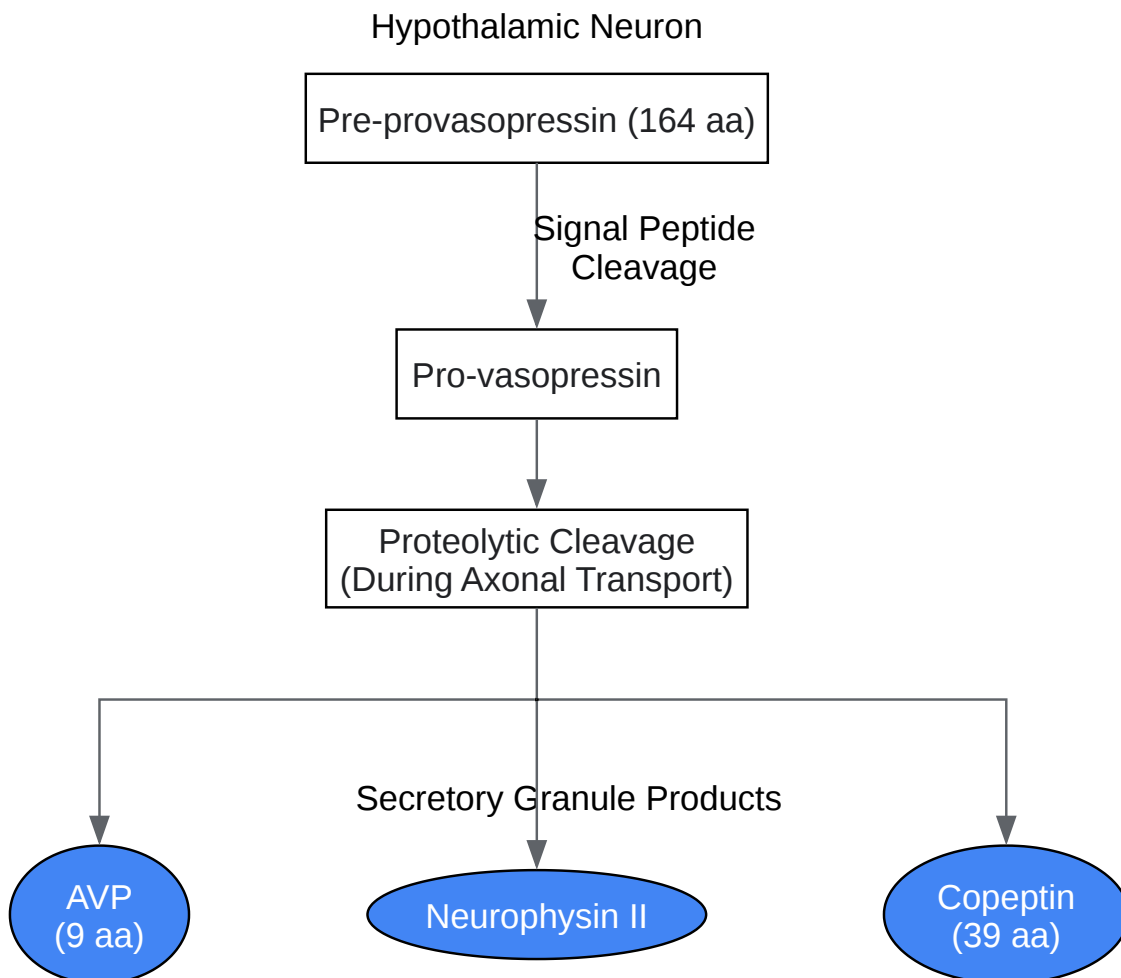 Hypothalamic Neuron
Pre-provasopressin (164 aa)
Signal Peptide
Cleavage
Pro-vasopressin
Proteolytic Cleavage
(During Axonal Transport)
Secretory Granule Products
AVP
(9 aa)
Neurophysin II
Copeptin
(39 aa)